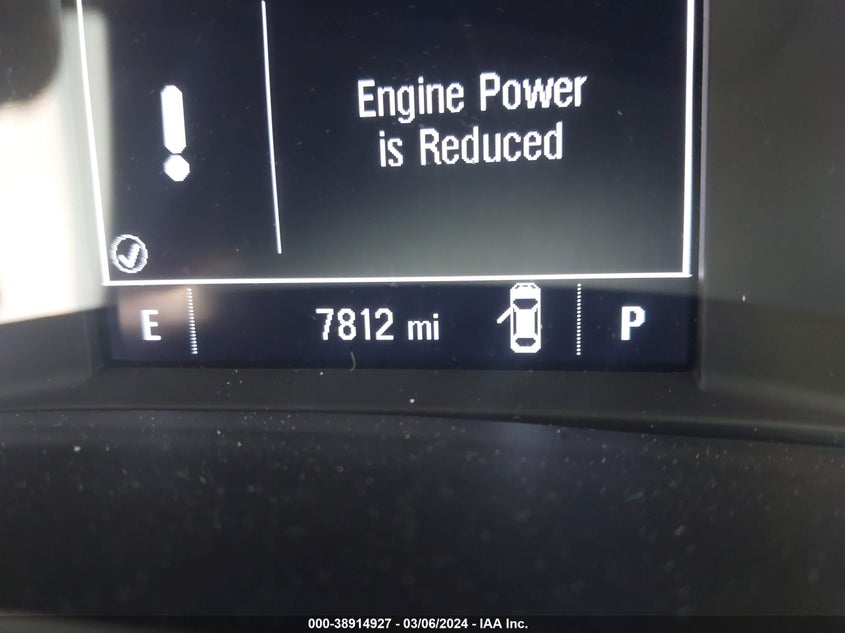 Engine Power
is Reduced
E 7812 mi P
000-38914927 - 03/06/2024 - IAA Inc.